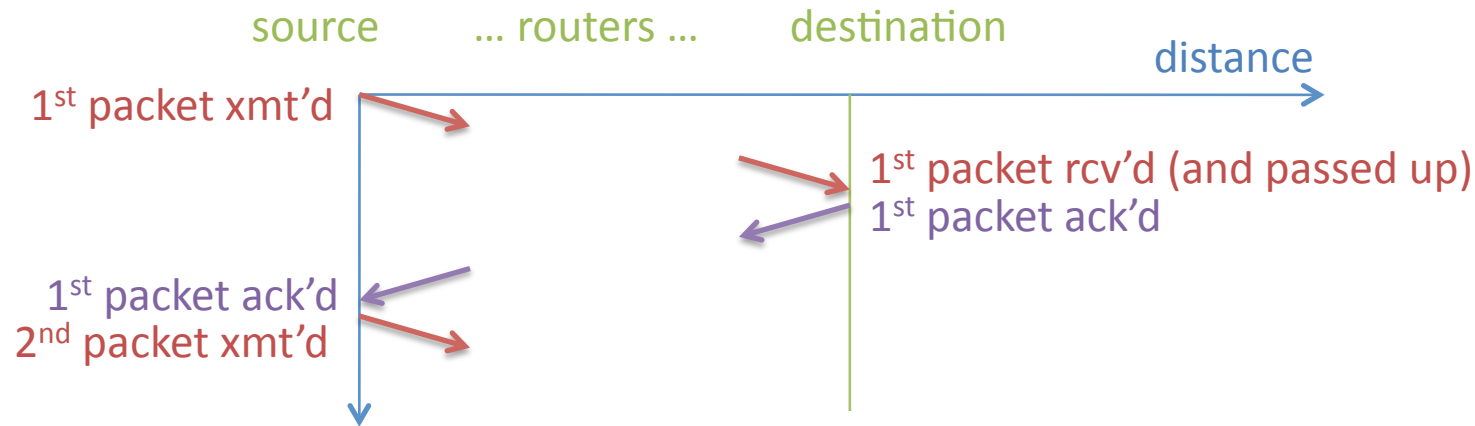 source ... routers ... destination
distance
1st packet xmt’d
1st packet rcv’d (and passed up)
1st packet ack’d
1st packet ack’d
2nd packet xmt’d